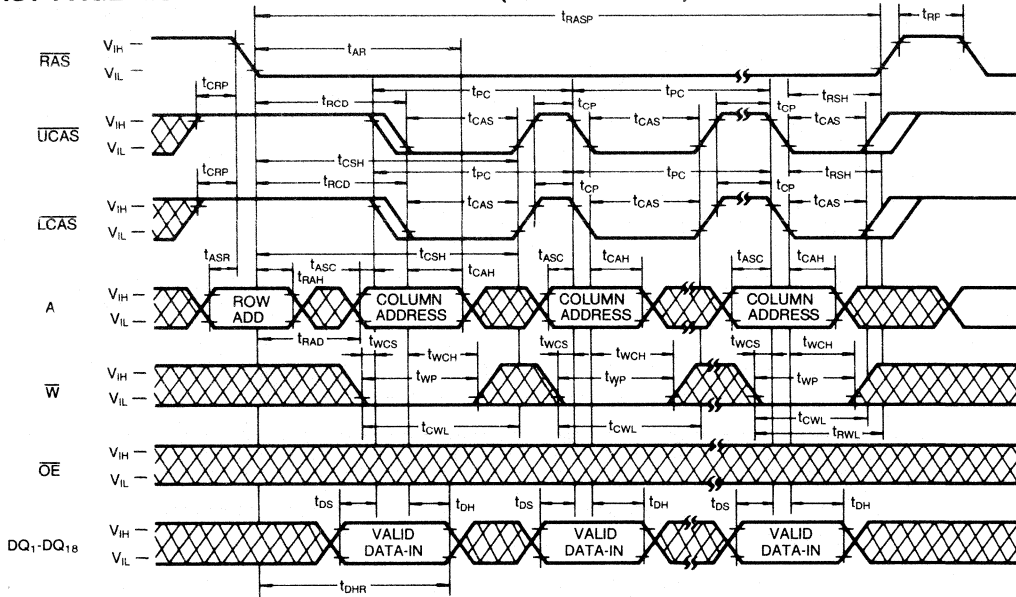 tRASP
tRP
tAR
RAS
VIH
VIL
tCRP
tRCD
tPC
tPC
tCP
tCP
tRSH
UCAS
VIH
VIL
tCAS
tCAS
tCAS
tCSH
tCRP
tRCD
tPC
tPC
tCP
tCP
tRSH
LCAS
VIH
VIL
tCAS
tCAS
tCAS
tCSH
tASR
tRAH
tASC
tCAH
tASC
tCAH
tASC
tCAH
A
VIH
VIL
ROW ADD
COLUMN ADDRESS
COLUMN ADDRESS
COLUMN ADDRESS
tRAD
tWCS
tWCH
tWCS
tWCH
tWCS
tWCH
W
VIH
VIL
tWP
tWP
tWP
tCWL
tCWL
tCWL
tRWL
OE
VIH
VIL
tDS
tDH
tDS
tDH
tDS
tDH
DQ1-DQ18
VIH
VIL
VALID DATA-IN
VALID DATA-IN
VALID DATA-IN
tDHR